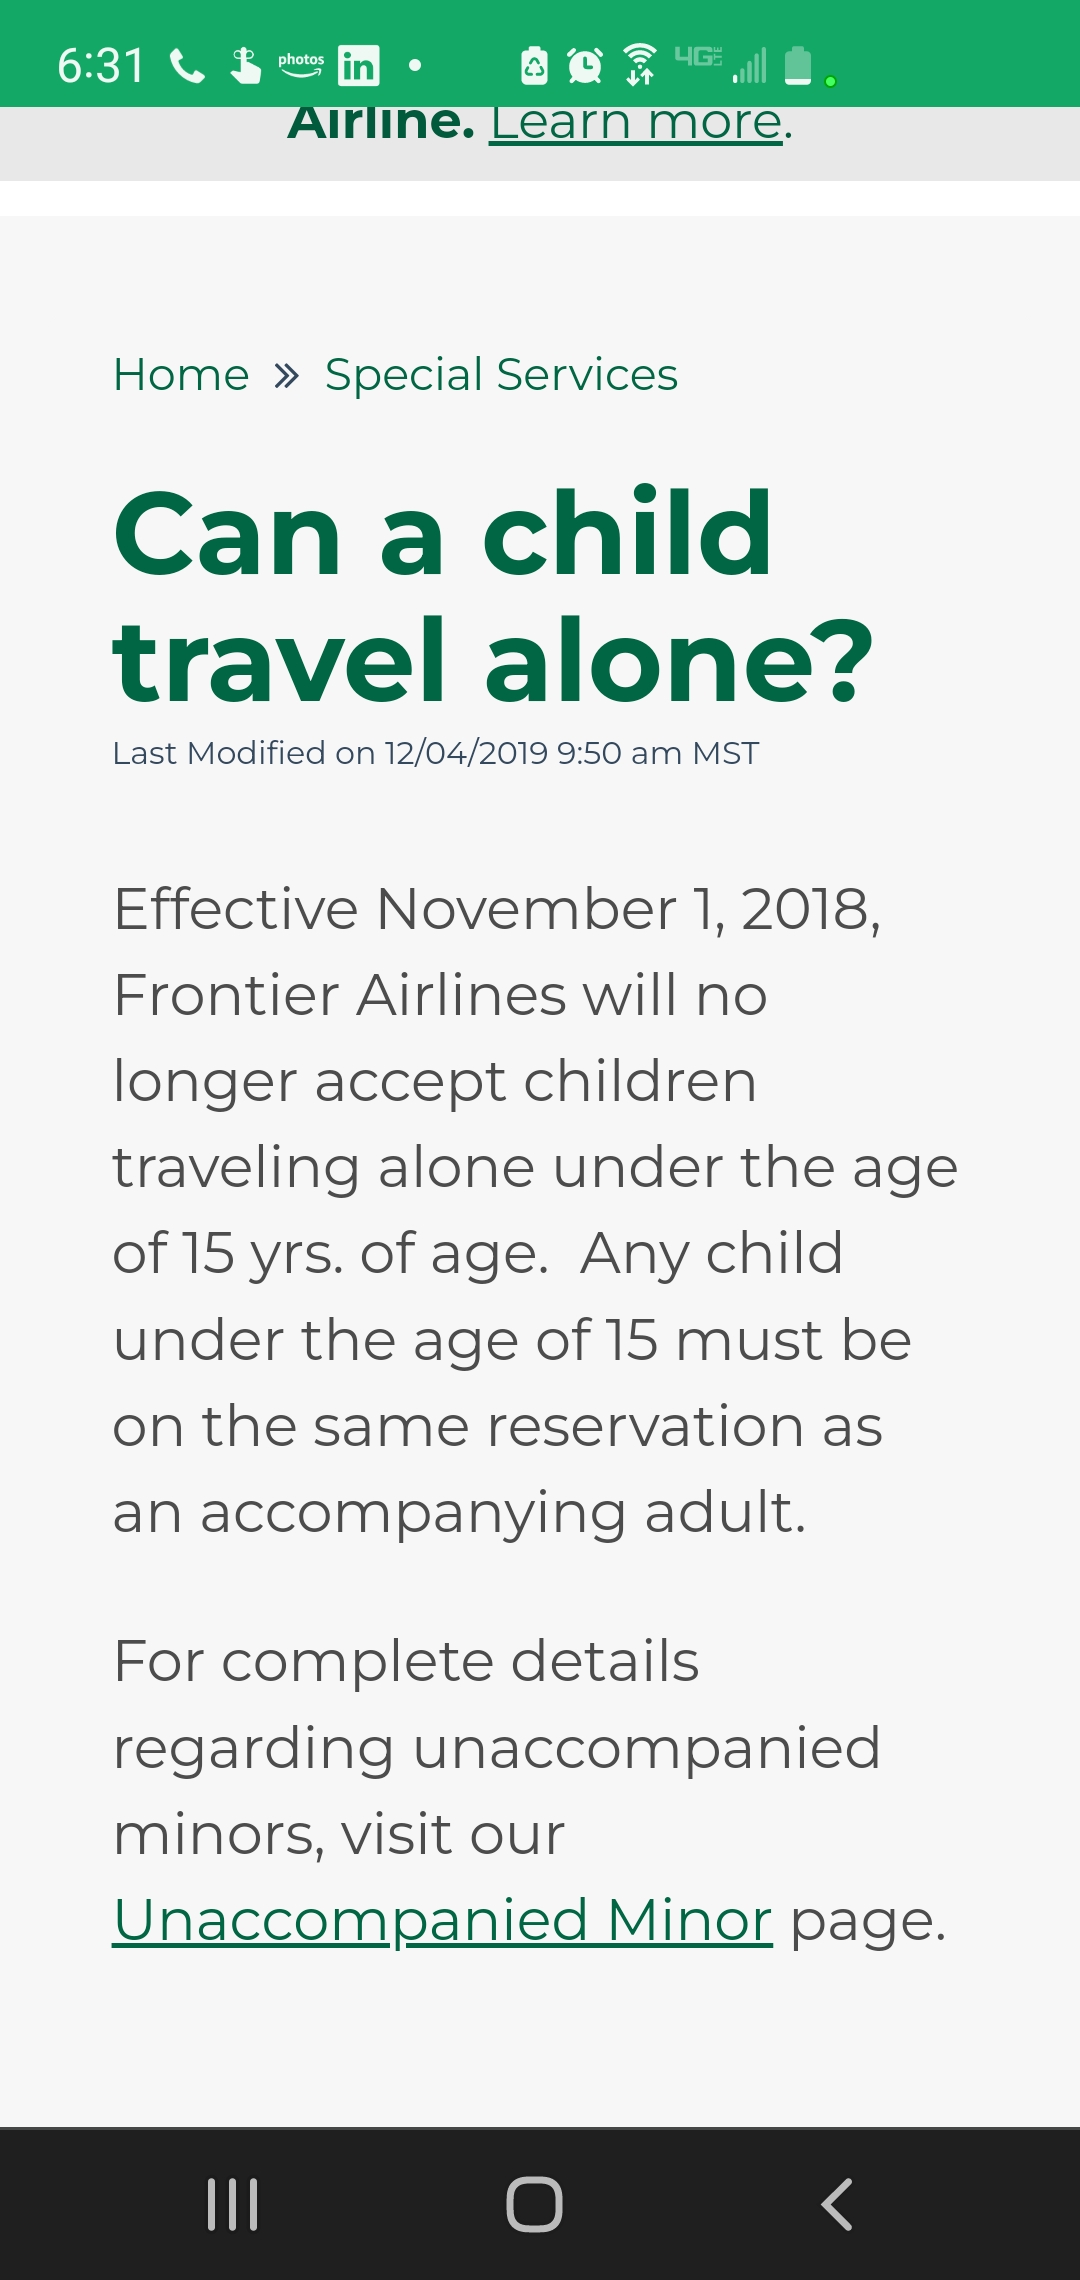 6:31 photos in 4G LTE
Airline. Learn more.
Home » Special Services
Can a child
travel alone?
Last Modified on 12/04/2019 9:50 am MST
Effective November 1, 2018,
Frontier Airlines will no
longer accept children
traveling alone under the age
of 15 yrs. of age.  Any child
under the age of 15 must be
on the same reservation as
an accompanying adult.
For complete details
regarding unaccompanied
minors, visit our
Unaccompanied Minor page.